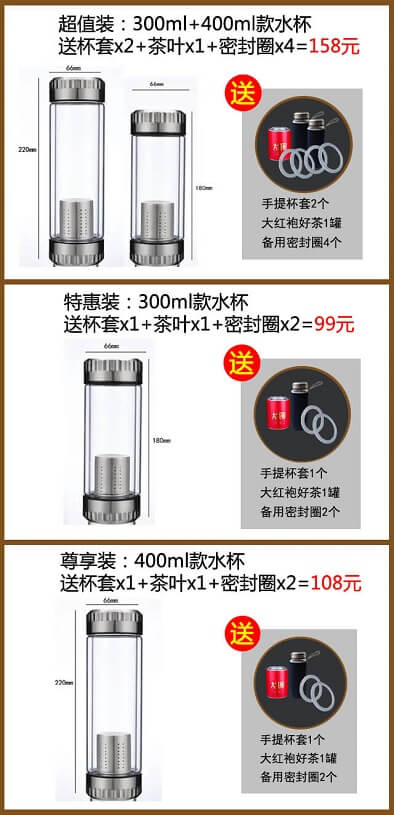 超值装：300ml+400ml款水杯
送杯套x2+茶叶x1+密封圈x4=158元
66mm
66mm
220mm
180mm
送
手提杯套2个
大红袍好茶1罐
备用密封圈4个
特惠装：300ml款水杯
送杯套x1+茶叶x1+密封圈x2=99元
66mm
180mm
送
手提杯套1个
大红袍好茶1罐
备用密封圈2个
尊享装：400ml款水杯
送杯套x1+茶叶x1+密封圈x2=108元
66mm
220mm
送
手提杯套1个
大红袍好茶1罐
备用密封圈2个